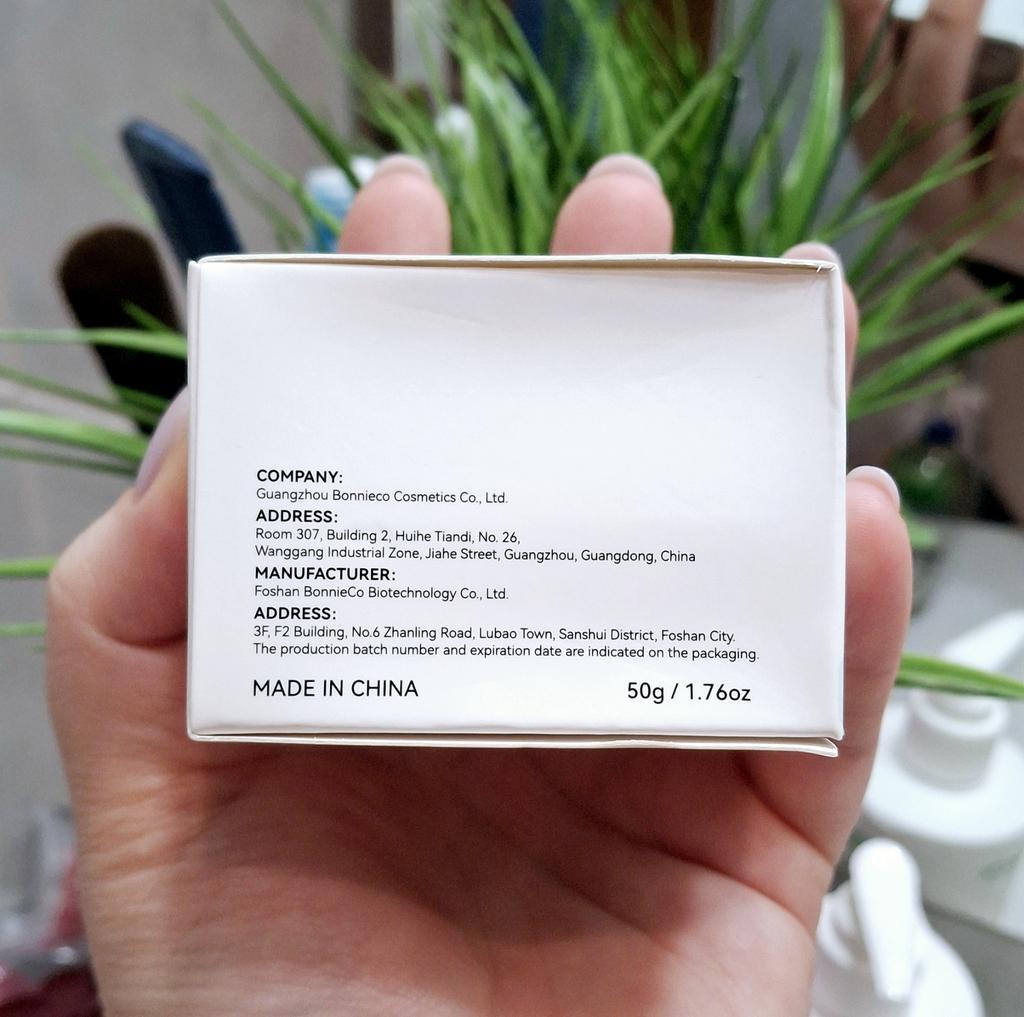 COMPANY:
Guangzhou Bonnieco Cosmetics Co., Ltd.
ADDRESS:
Room 307, Building 2, Huihe Tiandi, No. 26,
Wanggang Industrial Zone, Jiahe Street, Guangzhou, Guangdong, China
MANUFACTURER:
Foshan BonnieCo Biotechnology Co., Ltd.
ADDRESS:
3F, F2 Building, No.6 Zhanling Road, Lubao Town, Sanshui District, Foshan City.
The production batch number and expiration date are indicated on the packaging.
MADE IN CHINA 50g / 1.76oz